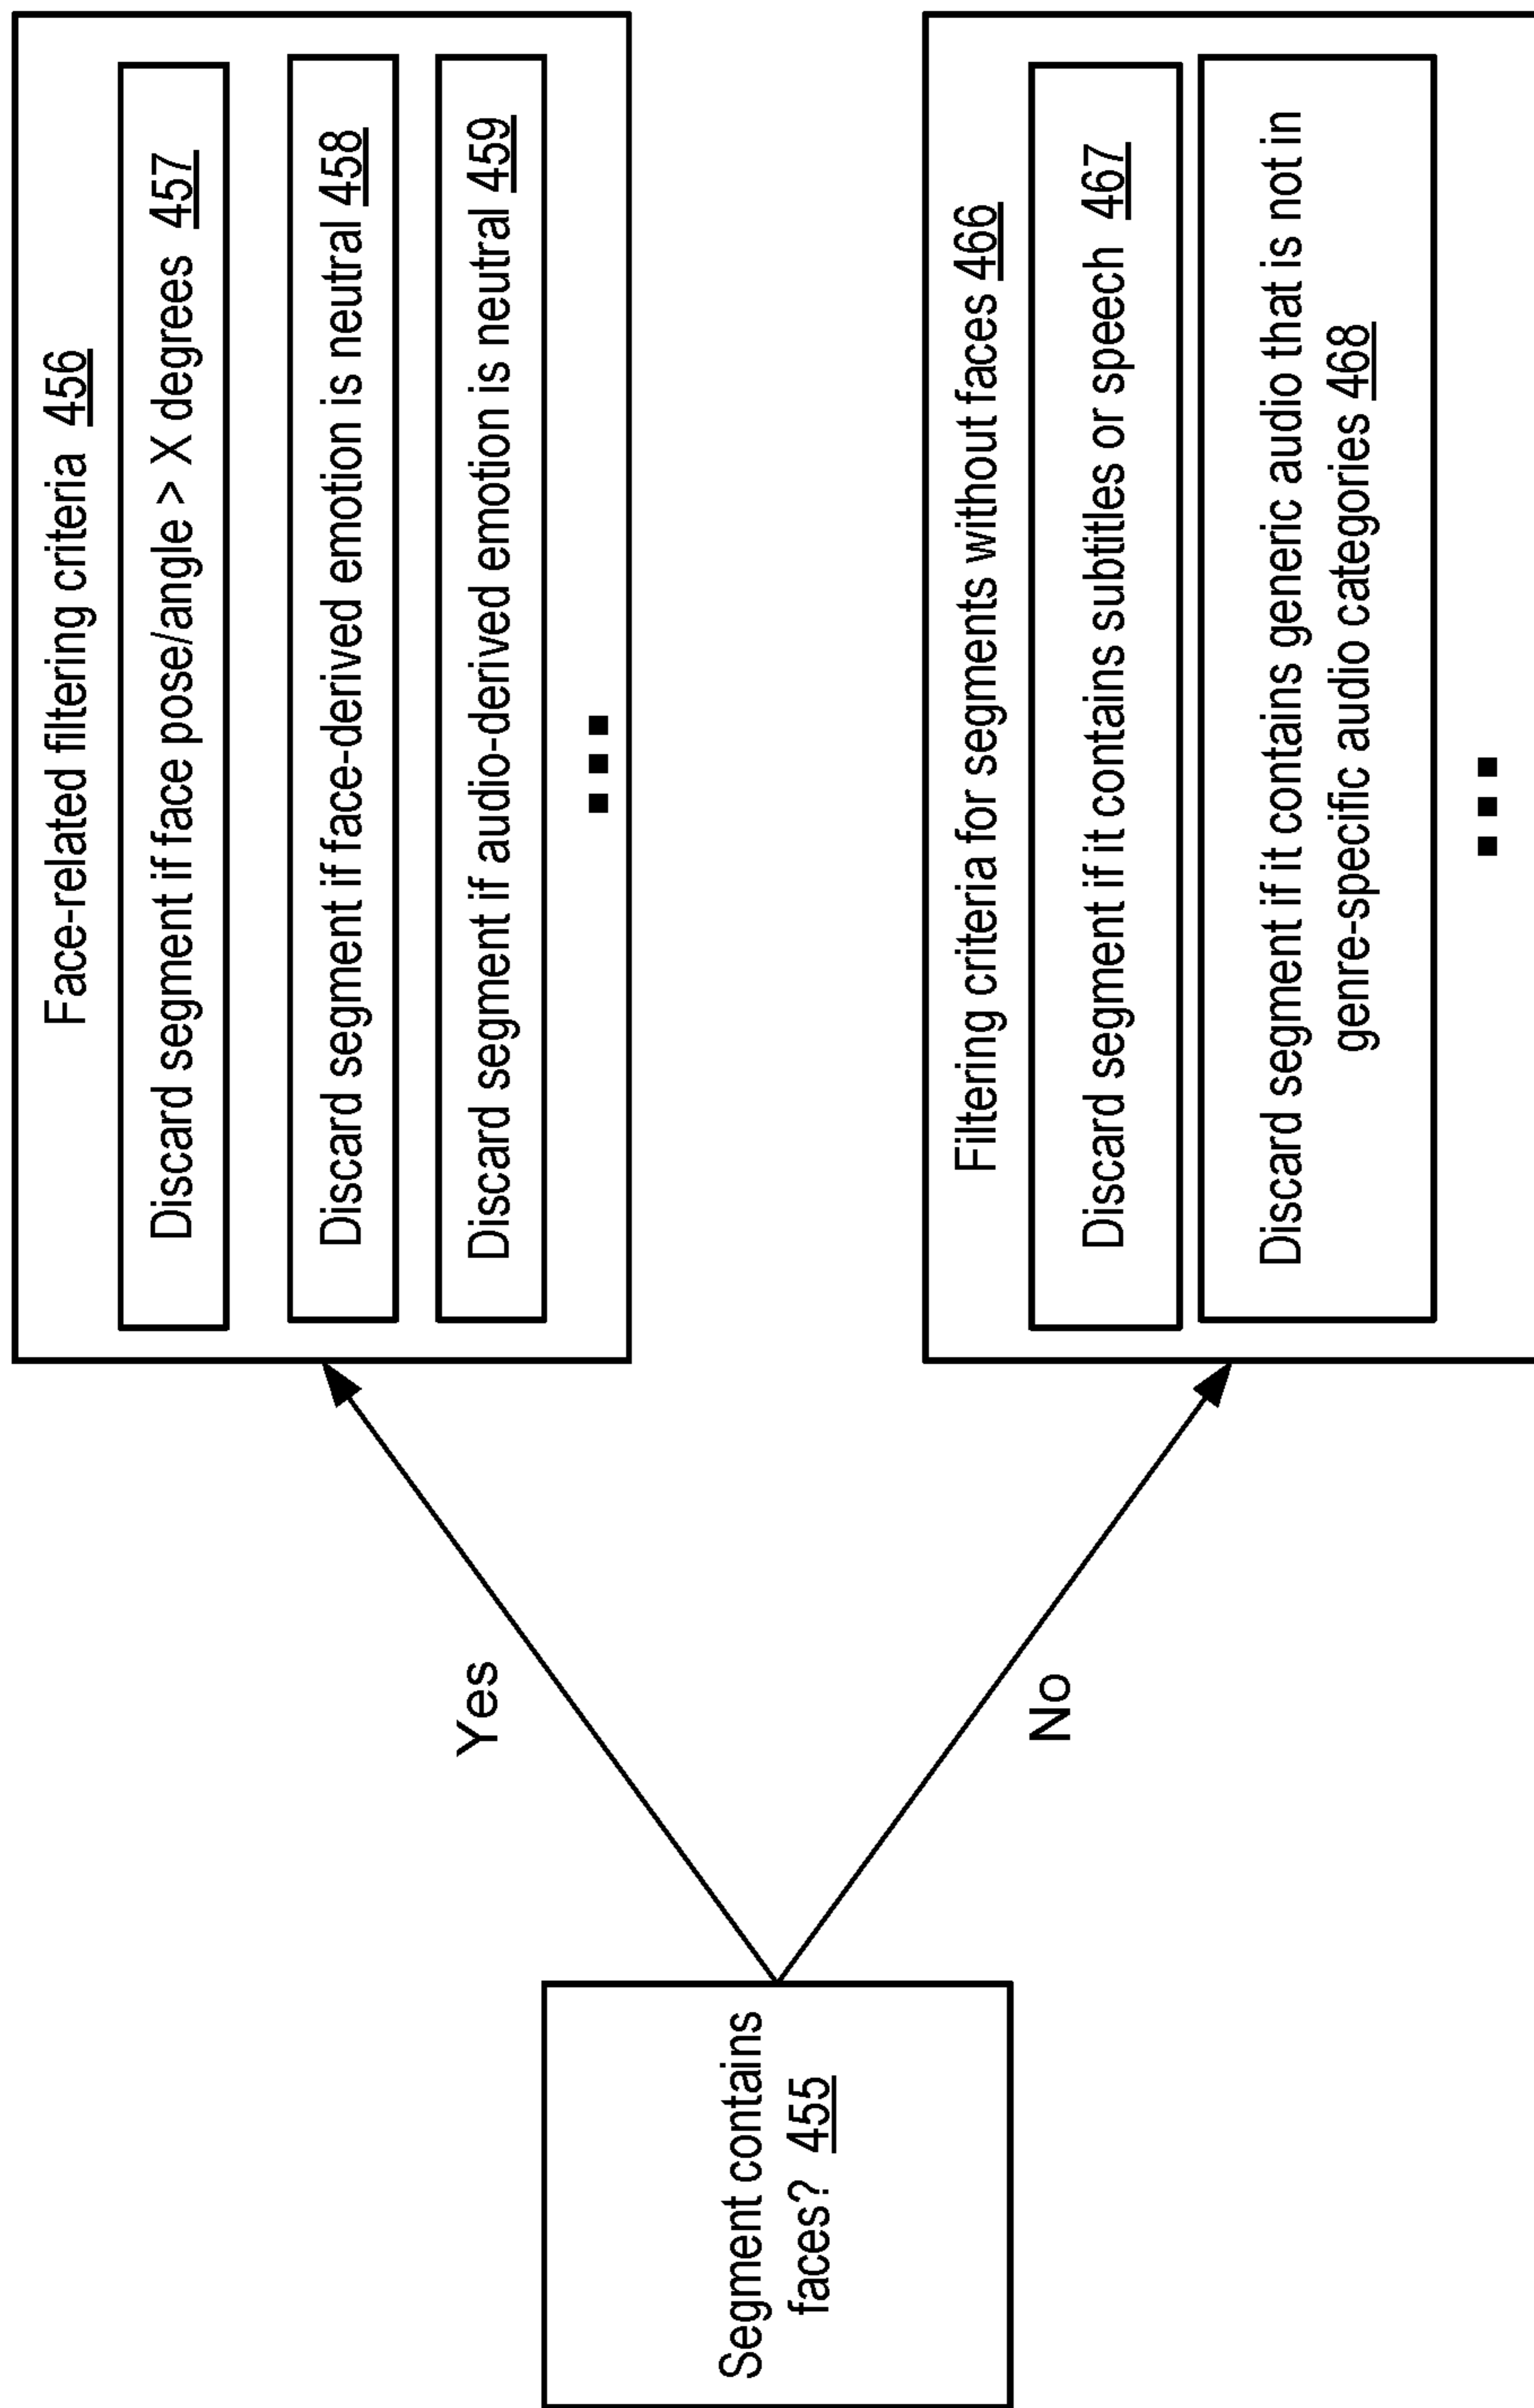 Segment contains
faces? 455
Yes
No
Face-related filtering criteria 456
Discard segment if face pose/angle > X degrees 457
Discard segment if face-derived emotion is neutral 458
Discard segment if audio-derived emotion is neutral 459
Filtering criteria for segments without faces 466
Discard segment if it contains subtitles or speech 467
Discard segment if it contains generic audio that is not in
genre-specific audio categories 468